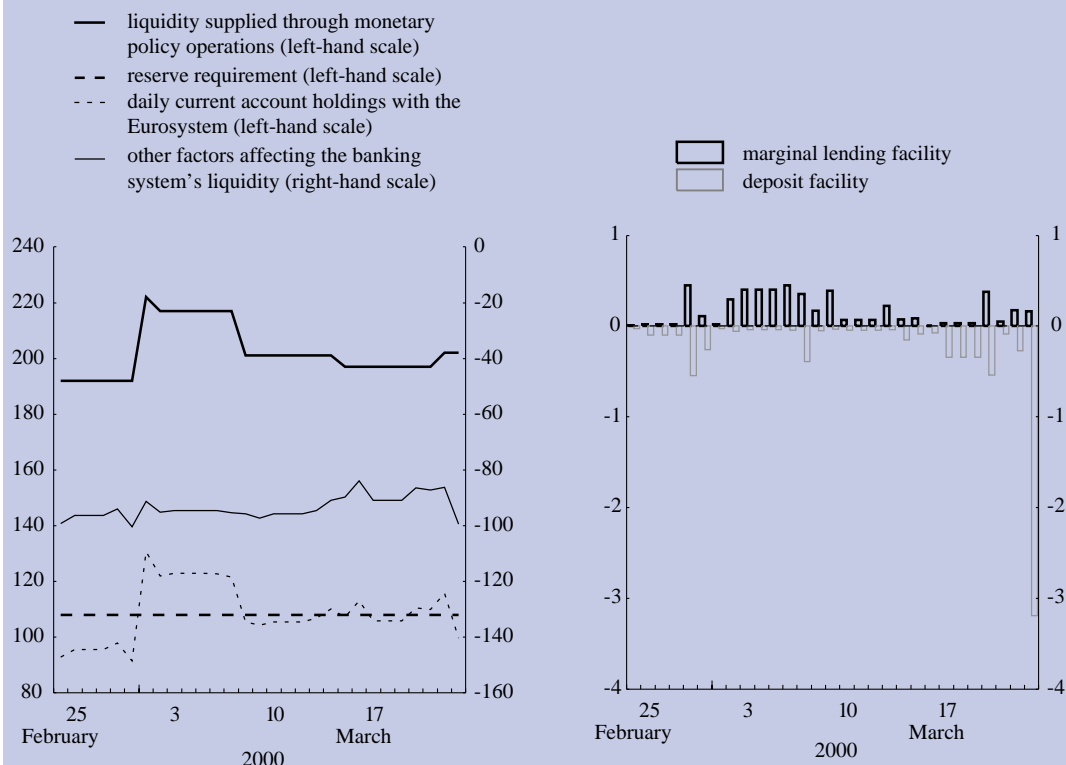 liquidity supplied through monetary
policy operations (left-hand scale)
reserve requirement (left-hand scale)
daily current account holdings with the
Eurosystem (left-hand scale)
other factors affecting the banking
system’s liquidity (right-hand scale)
marginal lending facility
deposit facility
240
220
200
180
160
140
120
100
80
0
-20
-40
-60
-80
-100
-120
-140
-160
25 3 10 17
February March
2000
1
0
-1
-2
-3
-4
1
0
-1
-2
-3
-4
25 3 10 17
February March
2000